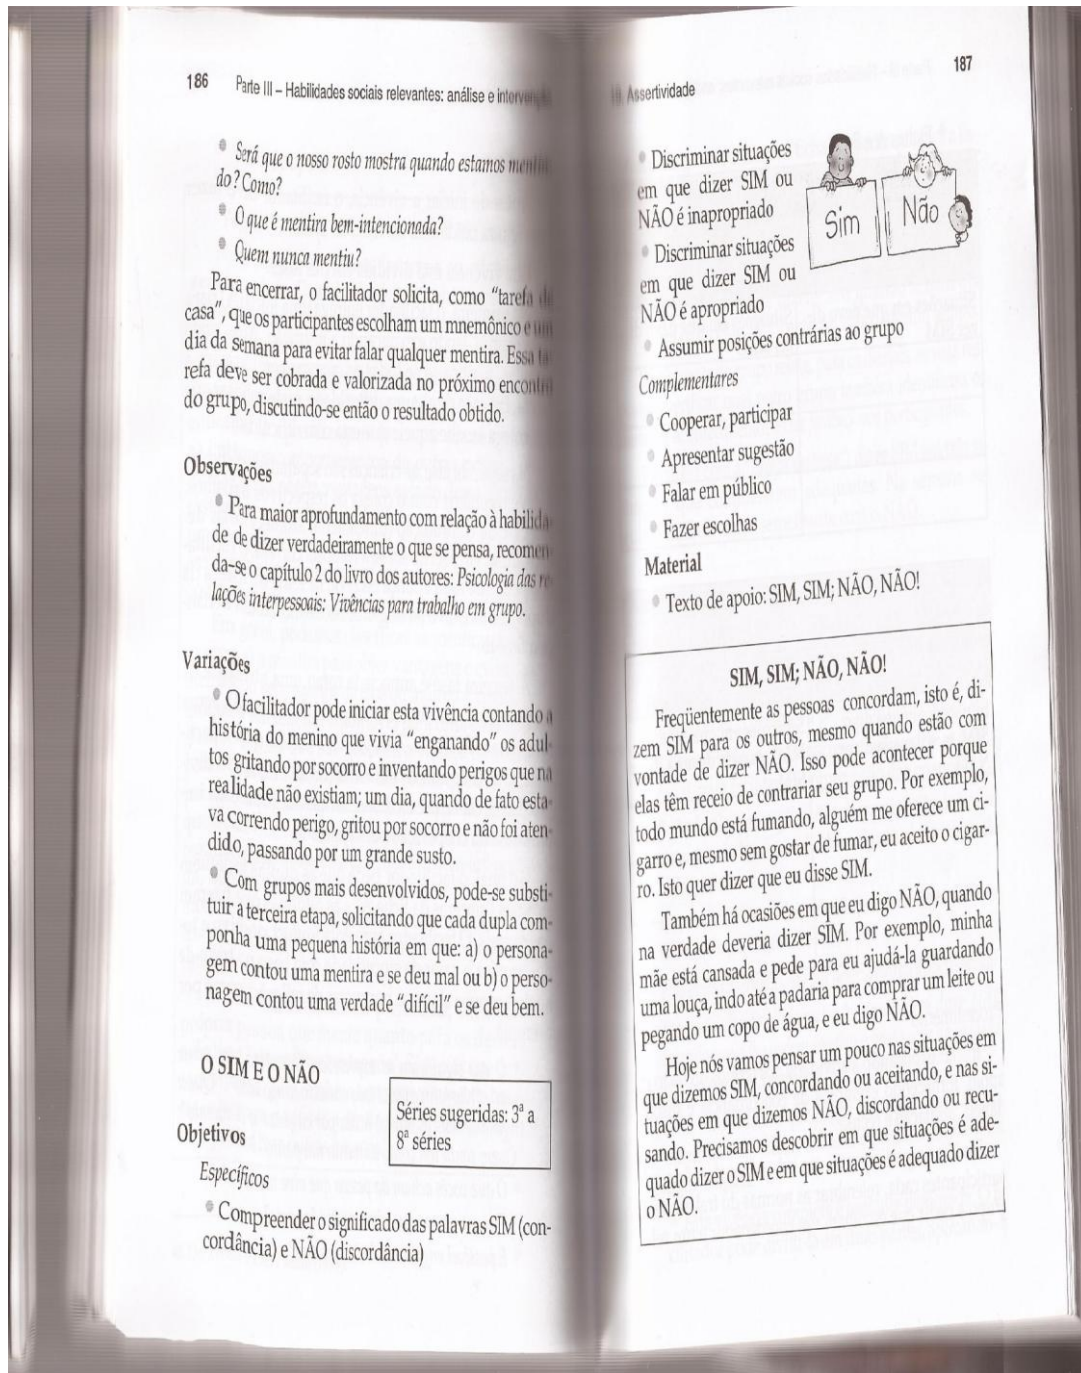 186 Parte III – Habilidades sociais relevantes: análise e intervenção
Será que o nosso rosto mostra quando estamos mentin-
do? Como?
O que é mentira bem-intencionada?
Quem nunca mentiu?
Para encerrar, o facilitador solicita, como “tarefa de
casa”, que os participantes escolham um mnemônico e um
dia da semana para evitar falar qualquer mentira. Essa ta-
refa deve ser cobrada e valorizada no próximo encontro
do grupo, discutindo-se então o resultado obtido.
Observações
Para maior aprofundamento com relação à habilida-
de de dizer verdadeiramente o que se pensa, recomen-
da-se o capítulo 2 do livro dos autores: Psicologia das re-
lações interpessoais: Vivências para trabalho em grupo.
Variações
O facilitador pode iniciar esta vivência contando a
história do menino que vivia “enganando” os adul-
tos gritando por socorro e inventando perigos que na
realidade não existiam; um dia, quando de fato esta-
va correndo perigo, gritou por socorro e não foi aten-
dido, passando por um grande susto.
Com grupos mais desenvolvidos, pode-se substi-
tuir a terceira etapa, solicitando que cada dupla com-
ponha uma pequena história em que: a) o persona-
gem contou uma mentira e se deu mal ou b) o perso-
nagem contou uma verdade “difícil” e se deu bem.
O SIM E O NÃO
Séries sugeridas: 3ª a
8ª séries
Objetivos
Específicos
Compreender o significado das palavras SIM (con-
cordância) e NÃO (discordância)
Assertividade 187
Discriminar situações
em que dizer SIM ou
NÃO é inapropriado
Discriminar situações
em que dizer SIM ou
NÃO é apropriado
Sim Não
Assumir posições contrárias ao grupo
Complementares
Cooperar, participar
Apresentar sugestão
Falar em público
Fazer escolhas
Material
Texto de apoio: SIM, SIM; NÃO, NÃO!
SIM, SIM; NÃO, NÃO!
Freqüentemente as pessoas concordam, isto é, di-
zem SIM para os outros, mesmo quando estão com
vontade de dizer NÃO. Isso pode acontecer porque
elas têm receio de contrariar seu grupo. Por exemplo,
todo mundo está fumando, alguém me oferece um ci-
garro e, mesmo sem gostar de fumar, eu aceito o cigar-
ro. Isto quer dizer que eu disse SIM.
Também há ocasiões em que eu digo NÃO, quando
na verdade deveria dizer SIM. Por exemplo, minha
mãe está cansada e pede para eu ajudá-la guardando
uma louça, indo até a padaria para comprar um leite ou
pegando um copo de água, e eu digo NÃO.
Hoje nós vamos pensar um pouco nas situações em
que dizemos SIM, concordando ou aceitando, e nas si-
tuações em que dizemos NÃO, discordando ou recu-
sando. Precisamos descobrir em que situações é ade-
quado dizer o SIM e em que situações é adequado dizer
o NÃO.